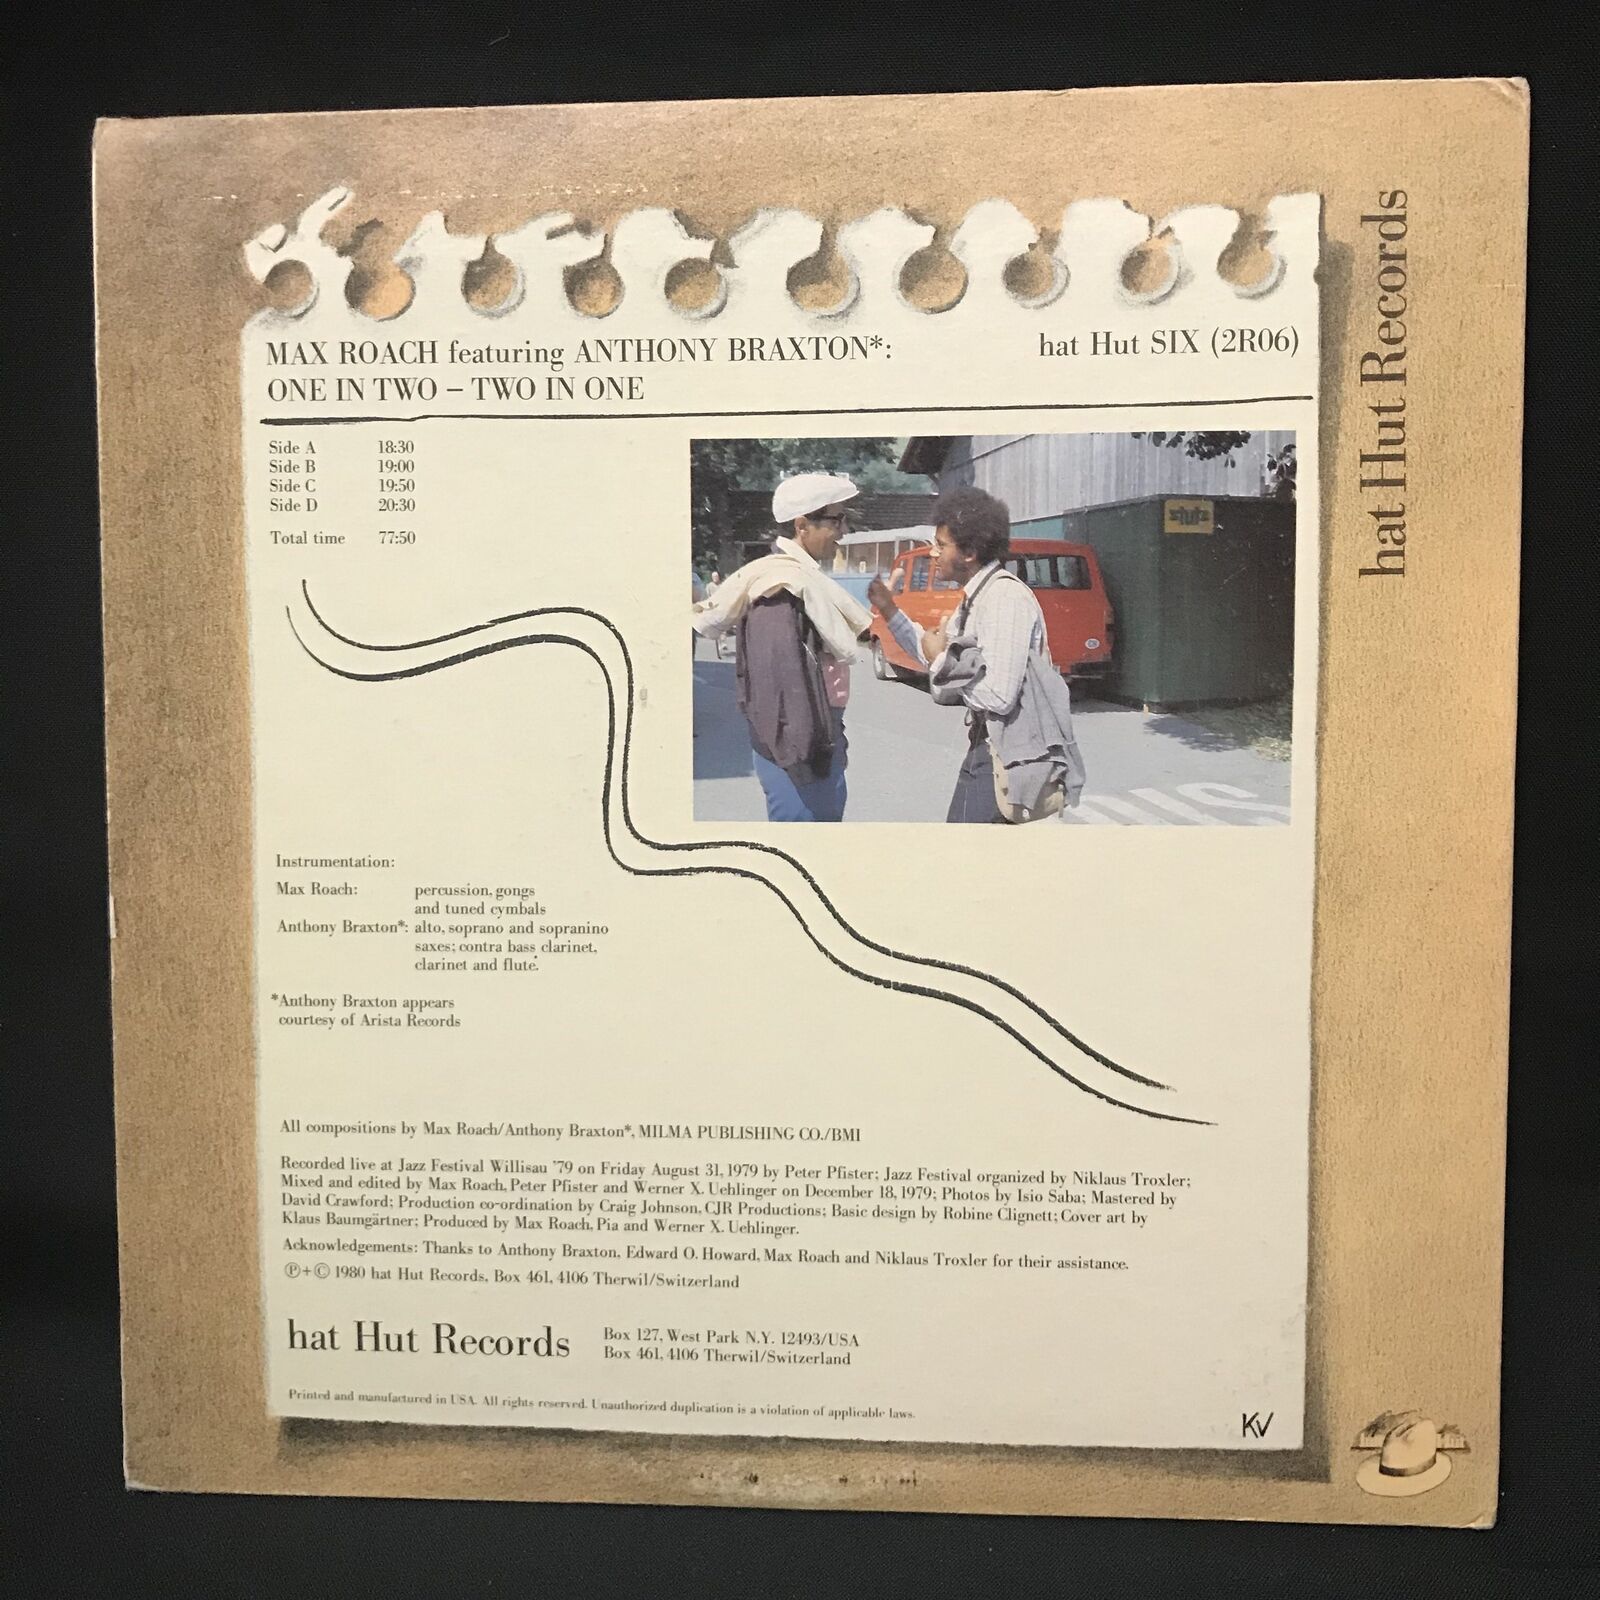 MAX ROACH featuring ANTHONY BRAXTON*:
ONE IN TWO – TWO IN ONE
hat Hut SIX (2R06)
Side A 18:30
Side B 19:00
Side C 19:50
Side D 20:30
Total time 77:50
stutz
BUS
Instrumentation:
Max Roach: percussion, gongs
and tuned cymbals
Anthony Braxton*: alto, soprano and sopranino
saxes; contra bass clarinet,
clarinet and flute.
*Anthony Braxton appears
courtesy of Arista Records
All compositions by Max Roach/Anthony Braxton*, MILMA PUBLISHING CO./BMI
Recorded live at Jazz Festival Willisau '79 on Friday August 31, 1979 by Peter Pfister; Jazz Festival organized by Niklaus Troxler;
Mixed and edited by Max Roach, Peter Pfister and Werner X. Uehlinger on December 18, 1979; Photos by Isio Saba; Mastered by
David Crawford; Production co-ordination by Craig Johnson, CJR Productions; Basic design by Robine Clignett; Cover art by
Klaus Baumgärtner; Produced by Max Roach, Pia and Werner X. Uehlinger.
Acknowledgements: Thanks to Anthony Braxton, Edward O. Howard, Max Roach and Niklaus Troxler for their assistance.
℗+© 1980 hat Hut Records, Box 461, 4106 Therwil/Switzerland
hat Hut Records
Box 127, West Park N.Y. 12493/USA
Box 461, 4106 Therwil/Switzerland
Printed and manufactured in USA. All rights reserved. Unauthorized duplication is a violation of applicable laws.
KV
hat Hut Records